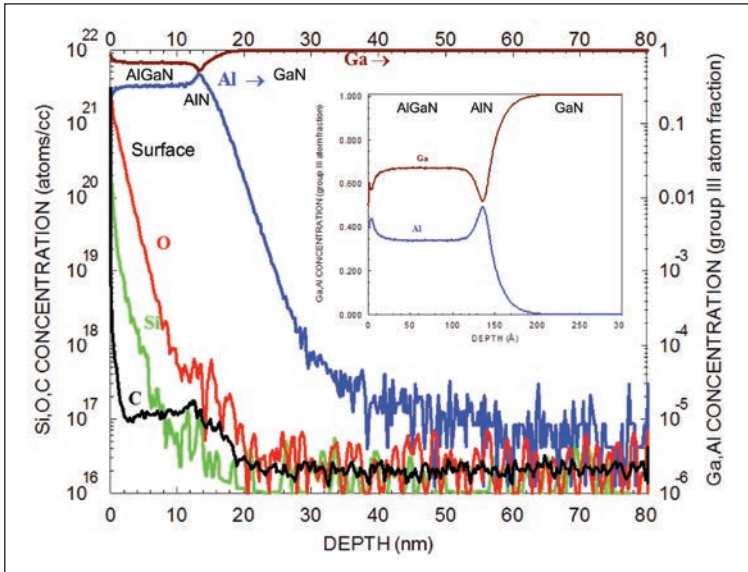 0 10 20 30 40 50 60 70 80
10^22 1
Ga→
AlGaN Al → GaN
AlN
10^21 0.1
Surface
10^20 0.01
O
10^19 10^-3
Si
10^18 10^-4
C
10^17 10^-5
10^16 10^-6
0 10 20 30 40 50 60 70 80
DEPTH (nm)
Si,O,C CONCENTRATION (atoms/cc)
Ga,Al CONCENTRATION (group III atom fraction)
1.000
AlGaN AlN GaN
0.800
Ga
0.600
0.400
Al
0.200
0.000
0 50 100 150 200 250 30
DEPTH (Å)
Ga,Al CONCENTRATION (group III atom fraction)